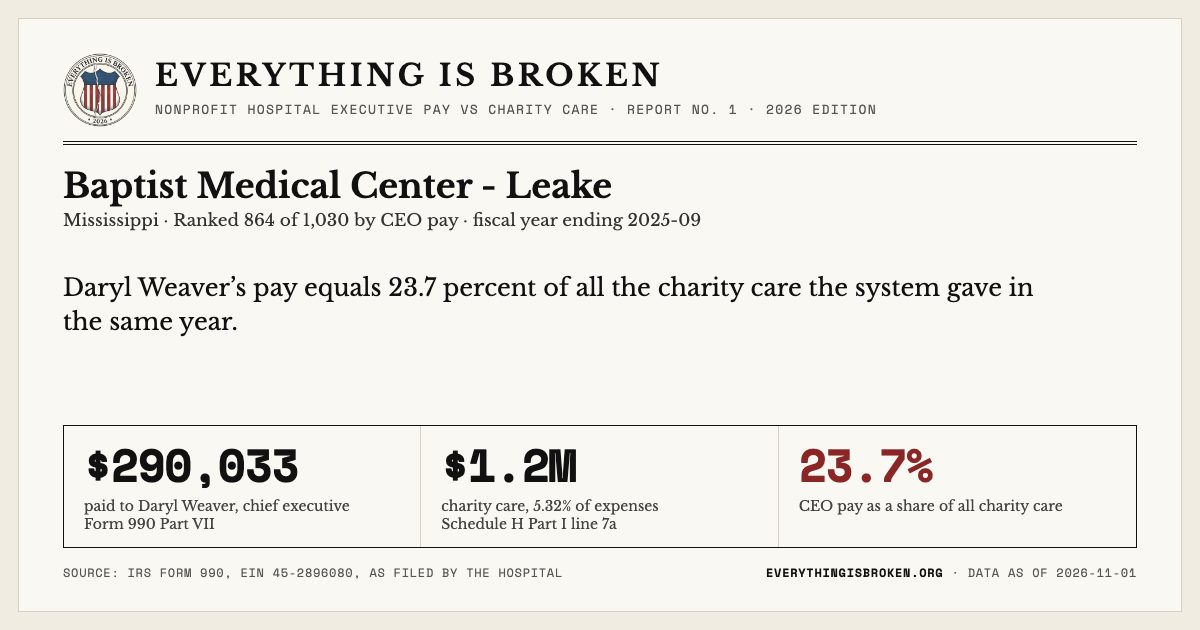 EVERYTHING IS BROKEN
2026
EVERYTHING IS BROKEN
NONPROFIT HOSPITAL EXECUTIVE PAY VS CHARITY CARE · REPORT NO. 1 · 2026 EDITION
Baptist Medical Center - Leake
Mississippi · Ranked 864 of 1,030 by CEO pay · fiscal year ending 2025-09
Daryl Weaver’s pay equals 23.7 percent of all the charity care the system gave in
the same year.
$290,033
paid to Daryl Weaver, chief executive
Form 990 Part VII
$1.2M
charity care, 5.32% of expenses
Schedule H Part I line 7a
23.7%
CEO pay as a share of all charity care
SOURCE: IRS FORM 990, EIN 45-2896080, AS FILED BY THE HOSPITAL
EVERYTHINGISBROKEN.ORG · DATA AS OF 2026-11-01